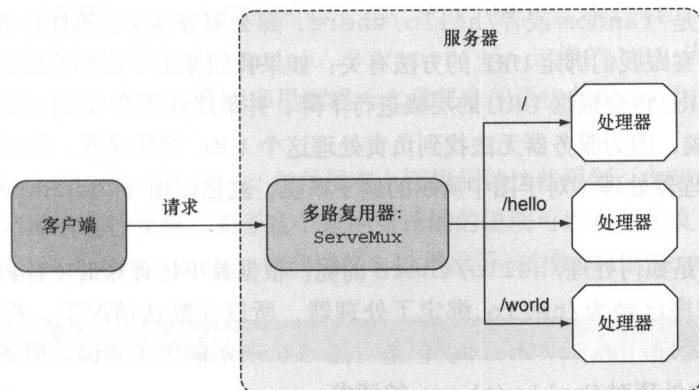 服务器
/
处理器
客户端
请求
多路复用器:
ServeMux
/hello
处理器
/world
处理器